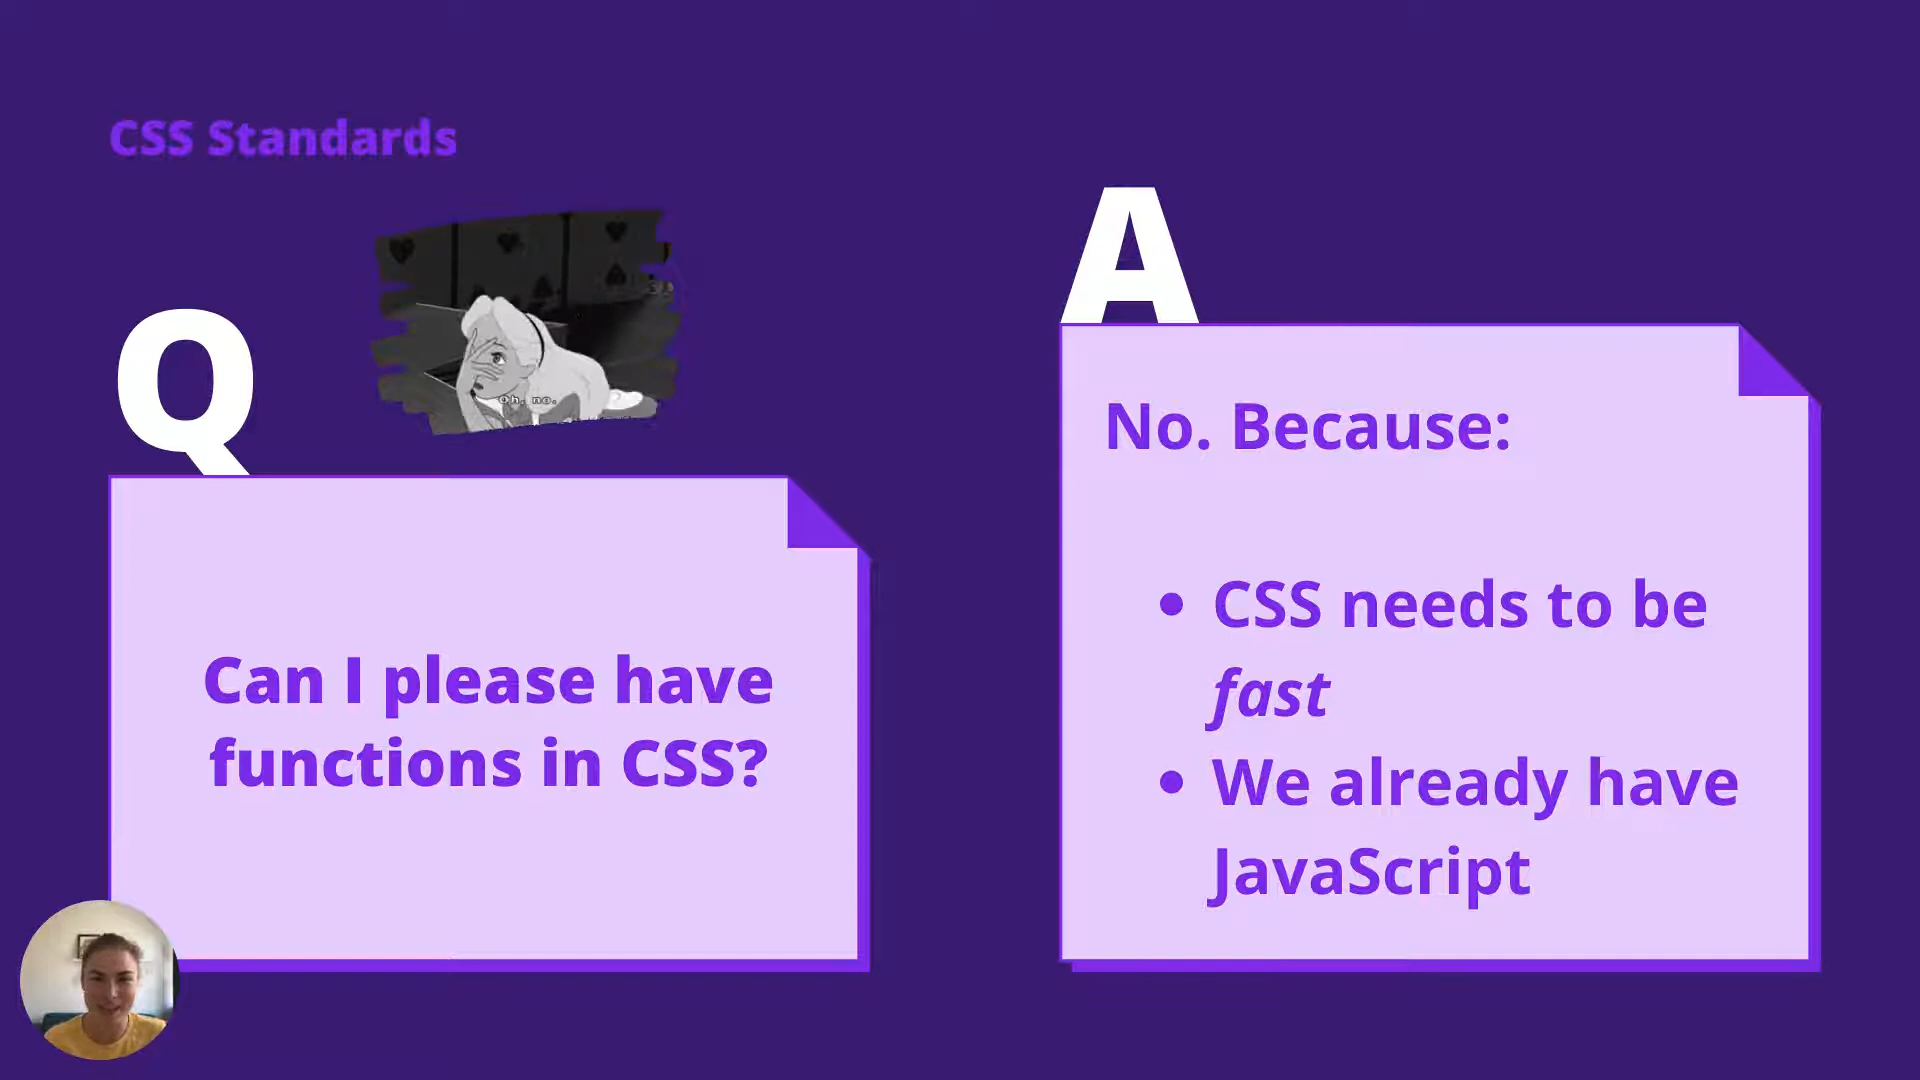 CSS Standards
Q
Oh, no.
Can I please have
functions in CSS?
A
No. Because:
• CSS needs to be
fast
• We already have
JavaScript